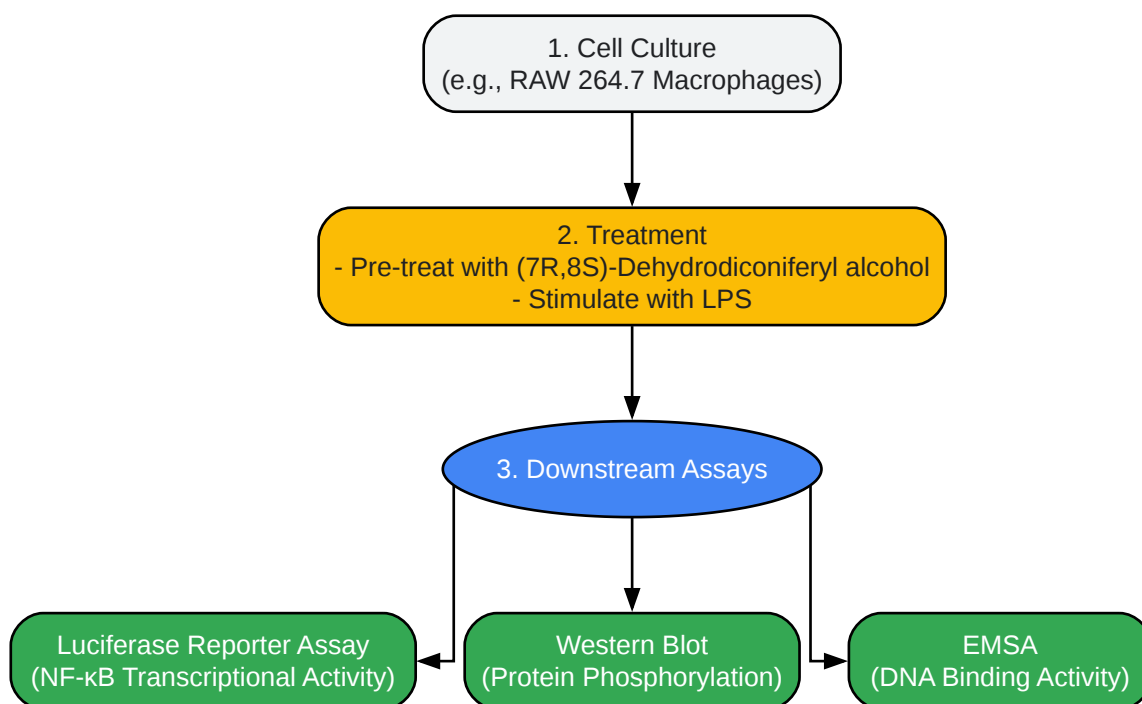 1. Cell Culture
(e.g., RAW 264.7 Macrophages)
2. Treatment
- Pre-treat with (7R,8S)-Dehydrodiconiferyl alcohol
- Stimulate with LPS
3. Downstream Assays
Luciferase Reporter Assay
(NF-κB Transcriptional Activity)
Western Blot
(Protein Phosphorylation)
EMSA
(DNA Binding Activity)